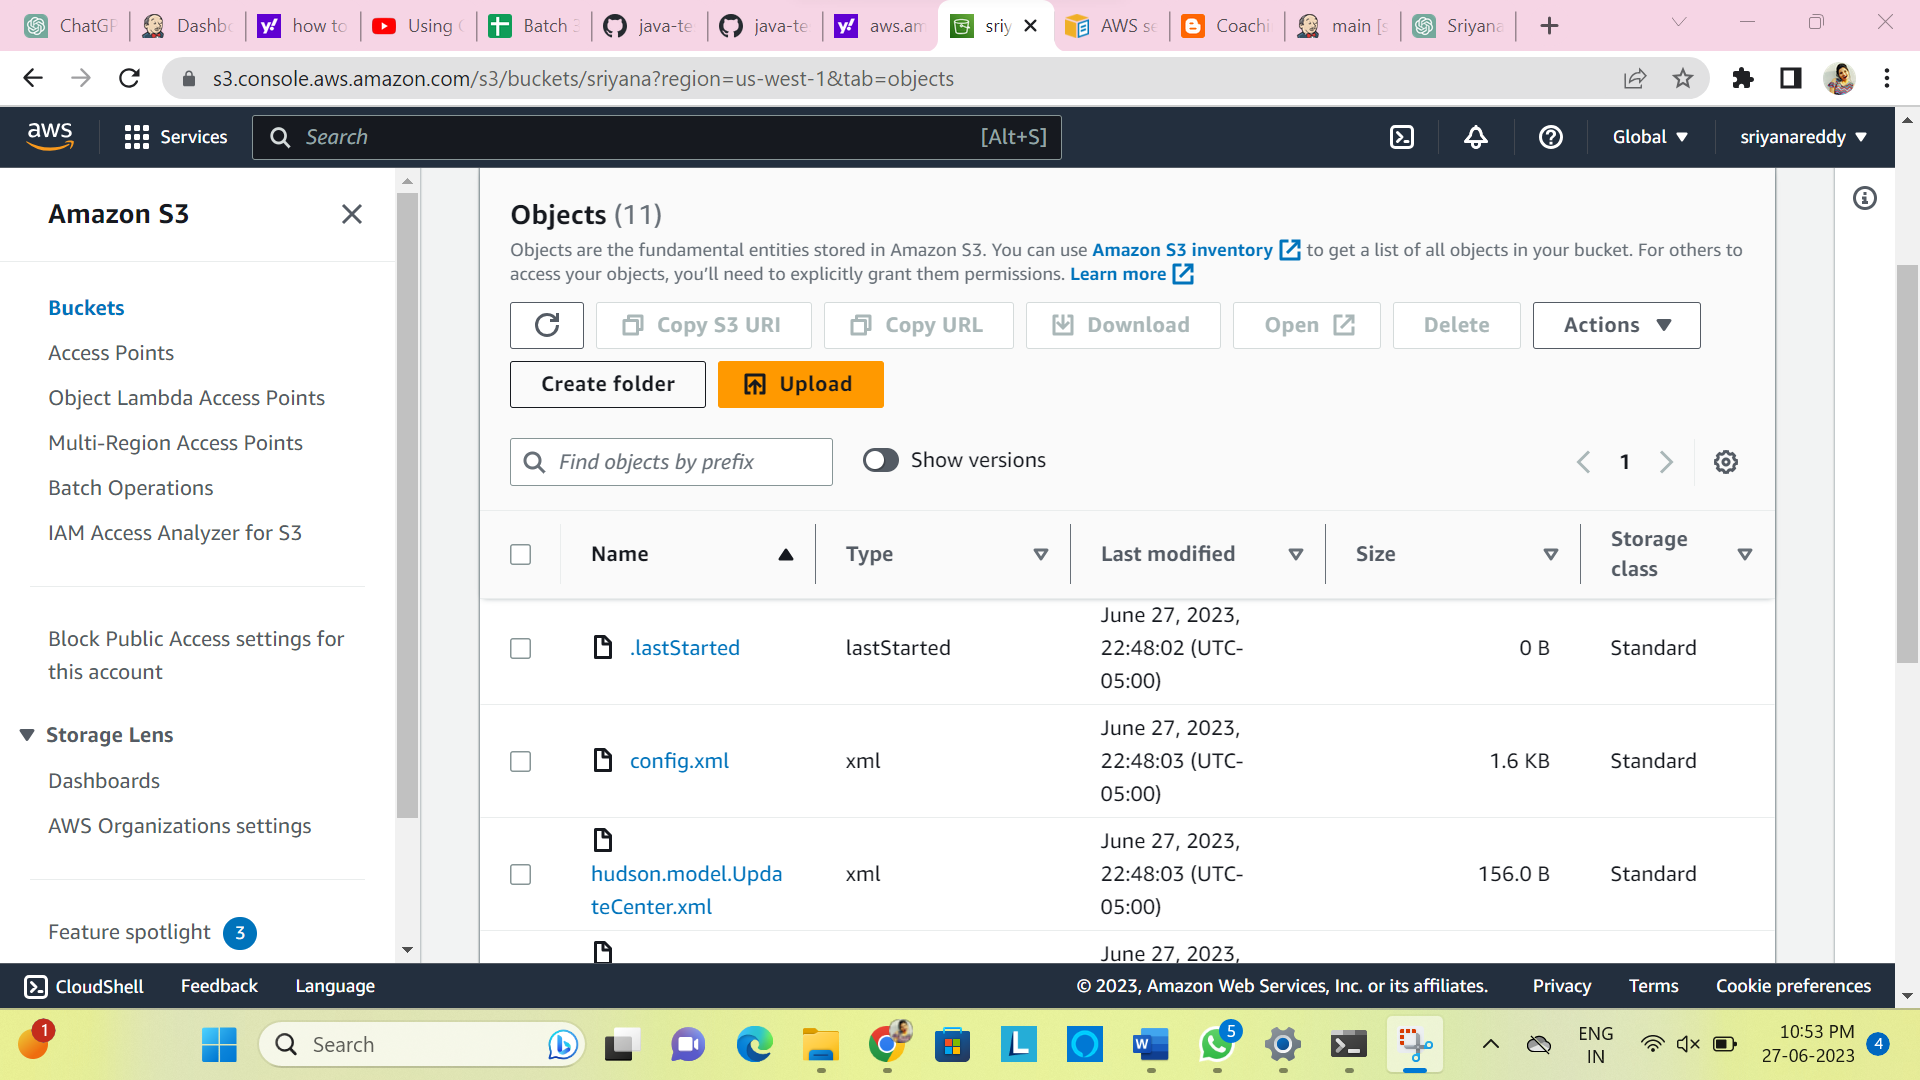 ChatGP
Dashbo
how to
Using
Batch 3
java-te
java-te
aws.am
sriy
AWS se
Coachi
main [s
Sriyana
s3.console.aws.amazon.com/s3/buckets/sriyana?region=us-west-1&tab=objects
aws
Services
Search
[Alt+S]
Global
sriyanareddy
Amazon S3
Buckets
Access Points
Object Lambda Access Points
Multi-Region Access Points
Batch Operations
IAM Access Analyzer for S3
Block Public Access settings for
this account
Storage Lens
Dashboards
AWS Organizations settings
Feature spotlight 3
Objects (11)
Objects are the fundamental entities stored in Amazon S3. You can use Amazon S3 inventory to get a list of all objects in your bucket. For others to
access your objects, you’ll need to explicitly grant them permissions. Learn more
Copy S3 URI
Copy URL
Download
Open
Delete
Actions
Create folder
Upload
Find objects by prefix
Show versions
1
Name
Type
Last modified
Size
Storage
class
.lastStarted
lastStarted
June 27, 2023,
22:48:02 (UTC-
05:00)
0 B
Standard
config.xml
xml
June 27, 2023,
22:48:03 (UTC-
05:00)
1.6 KB
Standard
hudson.model.Upda
teCenter.xml
xml
June 27, 2023,
22:48:03 (UTC-
05:00)
156.0 B
Standard
June 27, 2023,
CloudShell
Feedback
Language
© 2023, Amazon Web Services, Inc. or its affiliates.
Privacy
Terms
Cookie preferences
1
Search
L
W
5
ENG
IN
10:53 PM
27-06-2023
4